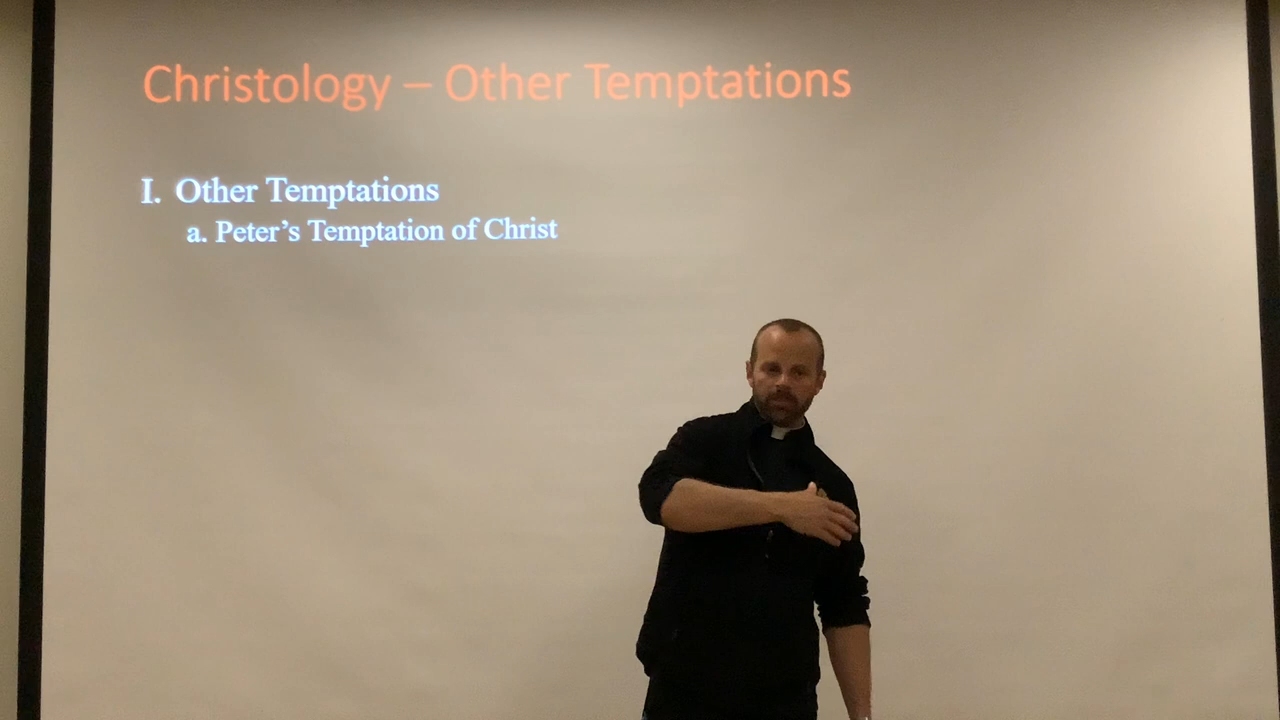 Christology – Other Temptations
I. Other Temptations
a. Peter’s Temptation of Christ